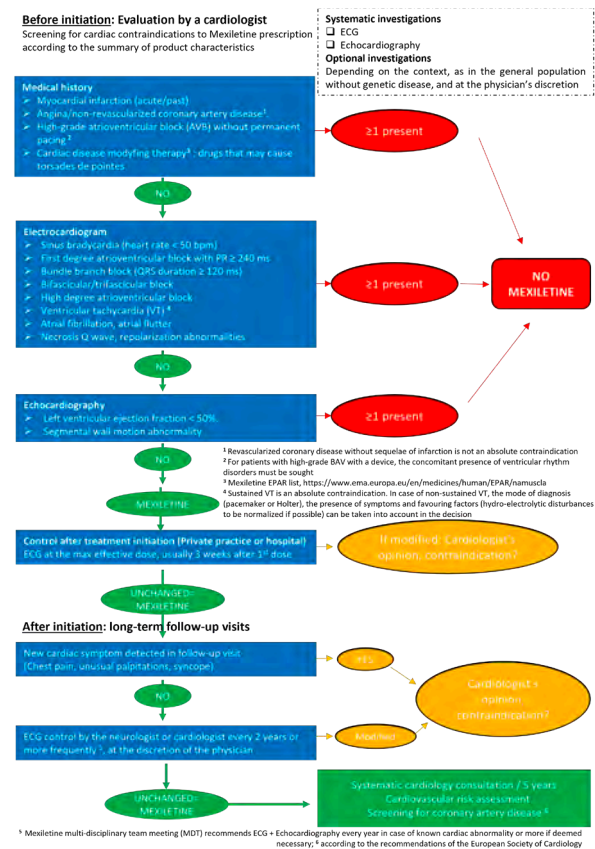 Before initiation: Evaluation by a cardiologist
Screening for cardiac contraindications to Mexiletine prescription
according to the summary of product characteristics
Systematic investigations
❑ ECG
❑ Echocardiography
Optional investigations
Depending on the context, as in the general population
without genetic disease, and at the physician's discretion
Medical history
➢ Myocardial infarction (acute/past)
➢ Angina/non-revascularized coronary artery disease¹.
➢ High-grade atrioventricular block (AVB) without permanent
pacing ²
➢ Cardiac disease modyfing therapy³ : drugs that may cause
torsades de pointes
≥1 present
NO
Electrocardiogram
➢ Sinus bradycardia (heart rate < 50 bpm)
➢ First degree atrioventricular block with PR ≥ 240 ms
➢ Bundle branch block (QRS duration ≥ 120 ms)
➢ Bifascicular/trifascicular block
➢ High degree atrioventricular block
➢ Ventricular tachycardia (VT) ⁴
➢ Atrial fibrillation, atrial flutter
➢ Necrosis Q wave, repolarization abnormalities
≥1 present
NO
MEXILETINE
NO
Echocardiography
➢ Left ventricular ejection fraction < 50%.
➢ Segmental wall motion abnormality
≥1 present
¹ Revascularized coronary disease without sequelae of infarction is not an absolute contraindication
² For patients with high-grade BAV with a device, the concomitant presence of ventricular rhythm
disorders must be sought
³ Mexiletine EPAR list, https://www.ema.europa.eu/en/medicines/human/EPAR/namuscla
⁴ Sustained VT is an absolute contraindication. In case of non-sustained VT, the mode of diagnosis
(pacemaker or Holter), the presence of symptoms and favouring factors (hydro-electrolytic disturbances
to be normalized if possible) can be taken into account in the decision
NO
MEXILETINE
Control after treatment initiation (Private practice or hospital)
ECG at the max effective dose, usually 3 weeks after 1st dose
If modified: Cardiologist's
opinion, contraindication?
UNCHANGED=
MEXILETINE
After initiation: long-term follow-up visits
New cardiac symptom detected in follow-up visit
(Chest pain, unusual palpitations, syncope)
YES
Cardiologist's
opinion
contraindication?
NO
ECG control by the neurologist or cardiologist every 2 years or
more frequently ⁵, at the discretion of the physician
Modified
UNCHANGED=
MEXILETINE
Systematic cardiology consultation / 5 years
Cardiovascular risk assessment
Screening for coronary artery disease ⁶
⁵ Mexiletine multi-disciplinary team meeting (MDT) recommends ECG + Echocardiography every year in case of known cardiac abnormality or more if deemed
necessary; ⁶ according to the recommendations of the European Society of Cardiology